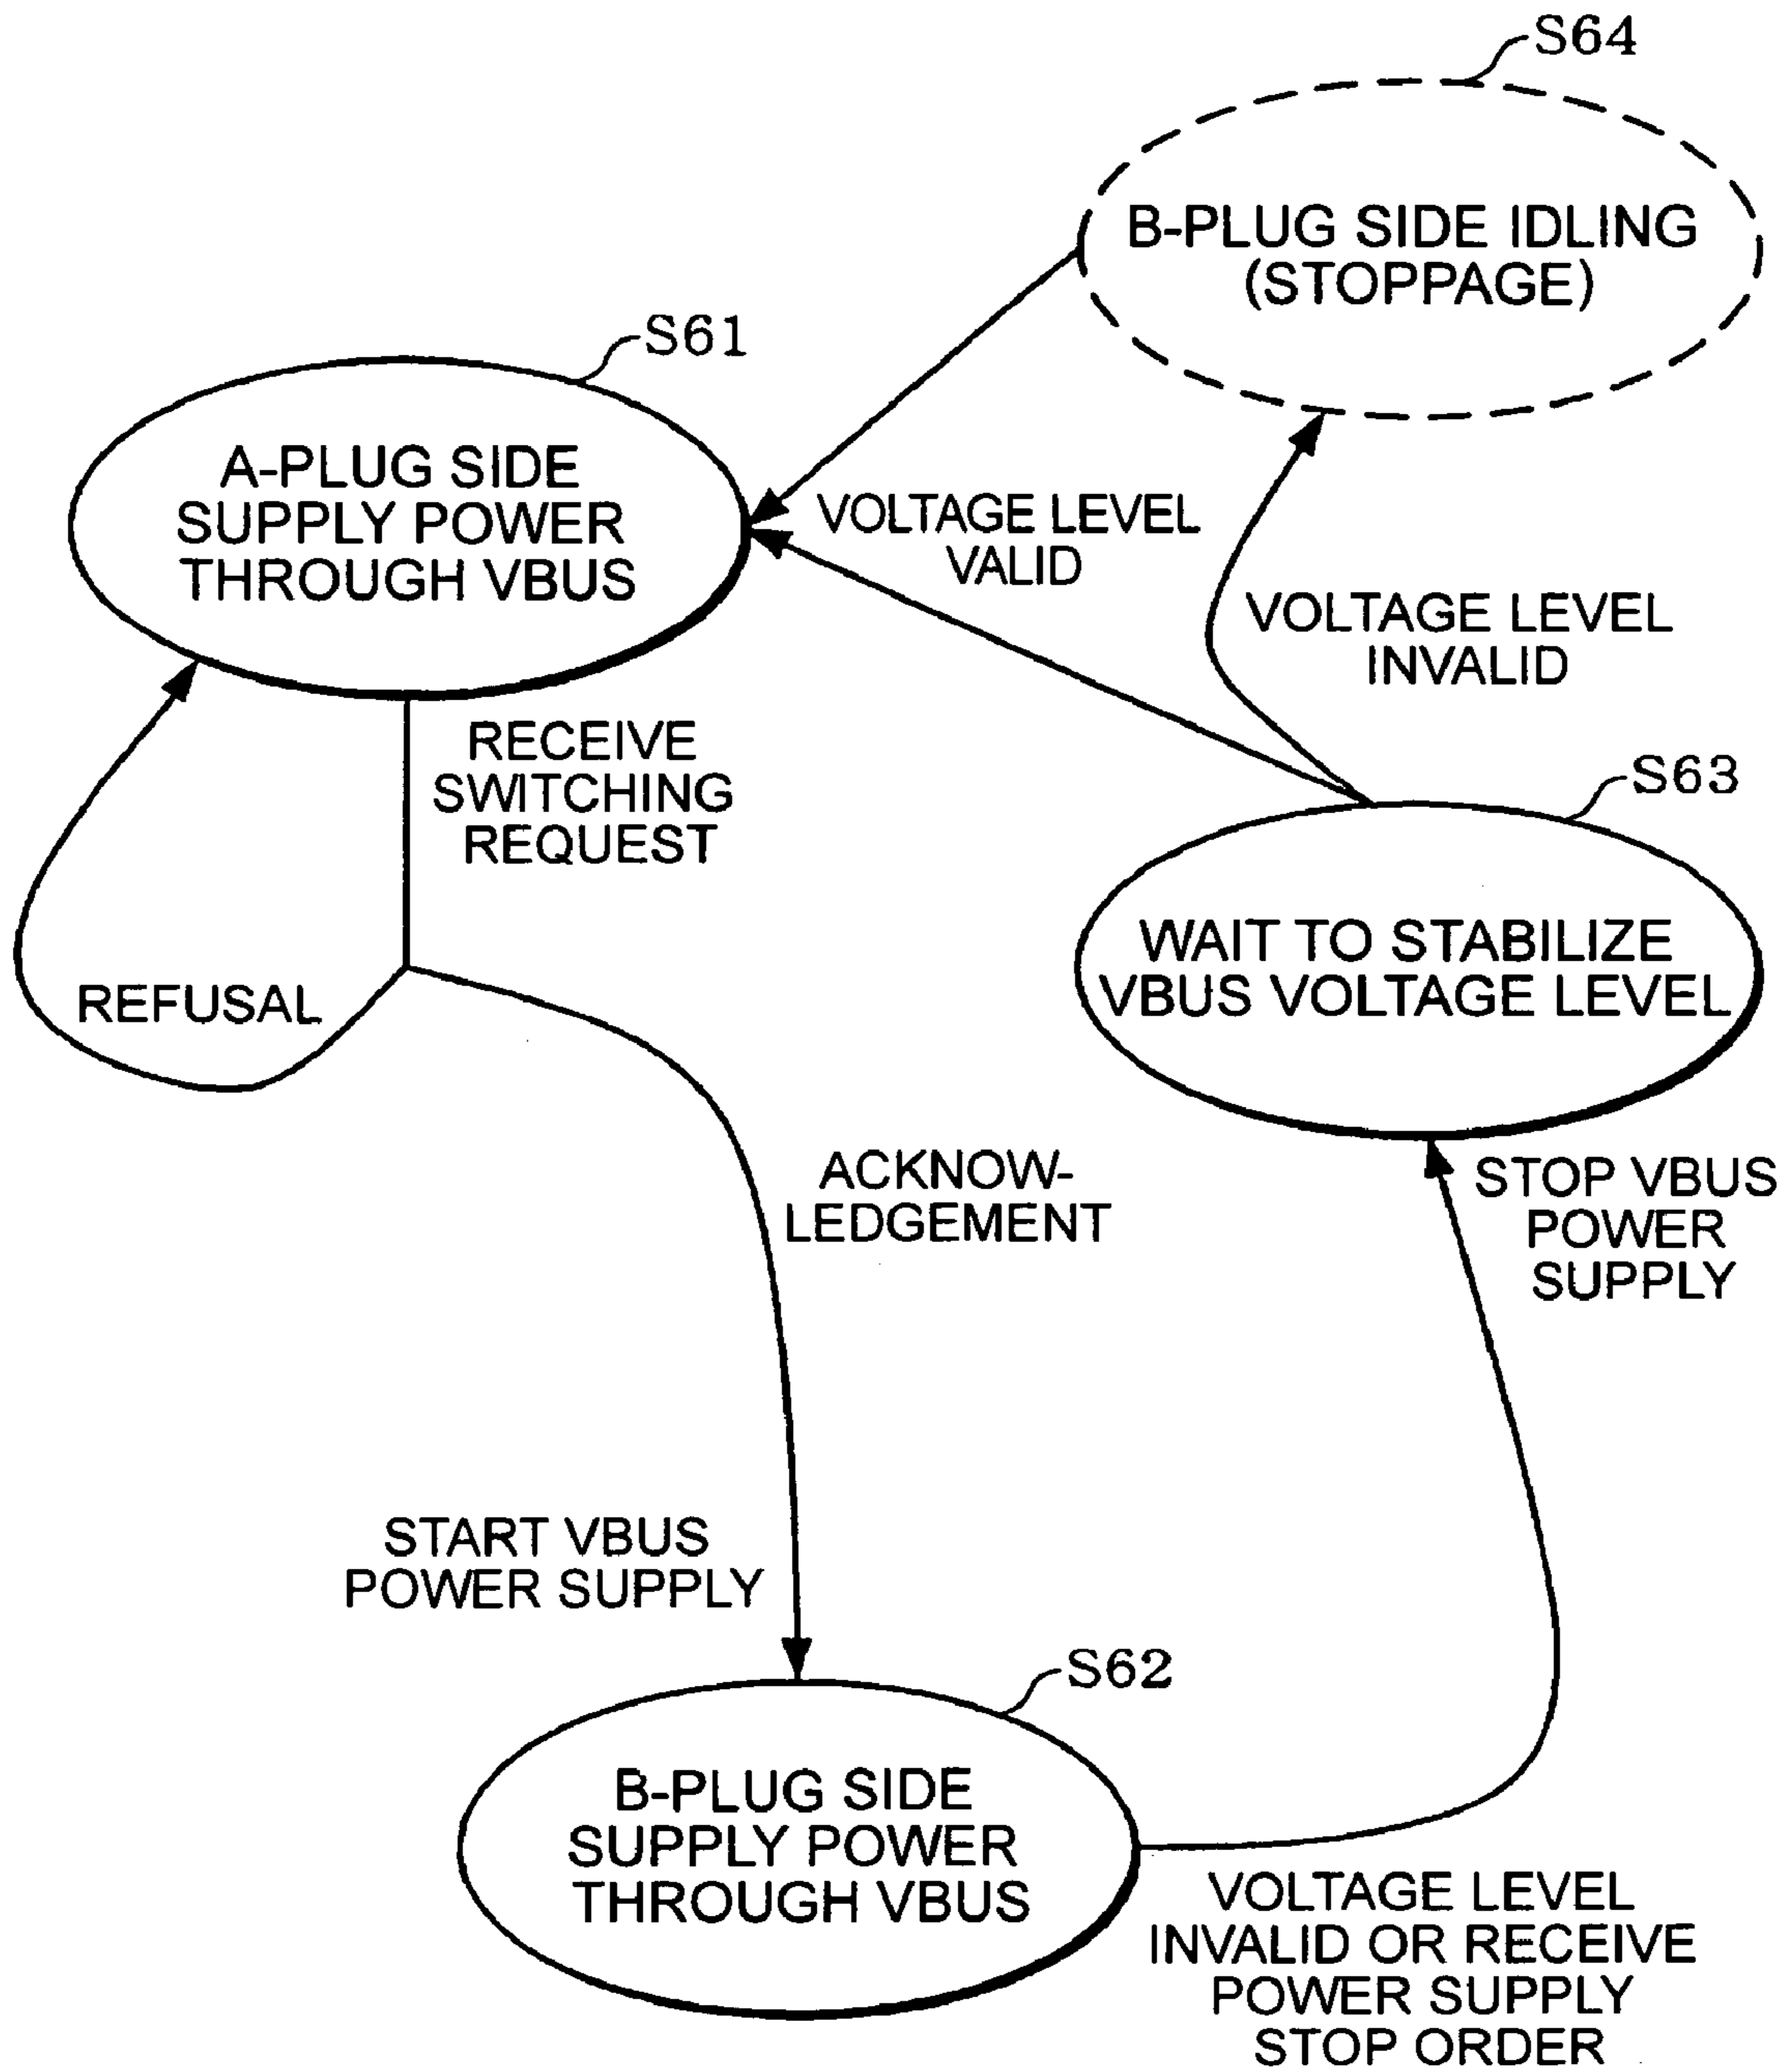 S64
B-PLUG SIDE IDLING
(STOPPAGE)
S61
A-PLUG SIDE
SUPPLY POWER
THROUGH VBUS
VOLTAGE LEVEL
VALID
VOLTAGE LEVEL
INVALID
RECEIVE
SWITCHING
REQUEST
S63
WAIT TO STABILIZE
VBUS VOLTAGE LEVEL
REFUSAL
ACKNOW-
LEDGEMENT
STOP VBUS
POWER
SUPPLY
START VBUS
POWER SUPPLY
S62
B-PLUG SIDE
SUPPLY POWER
THROUGH VBUS
VOLTAGE LEVEL
INVALID OR RECEIVE
POWER SUPPLY
STOP ORDER